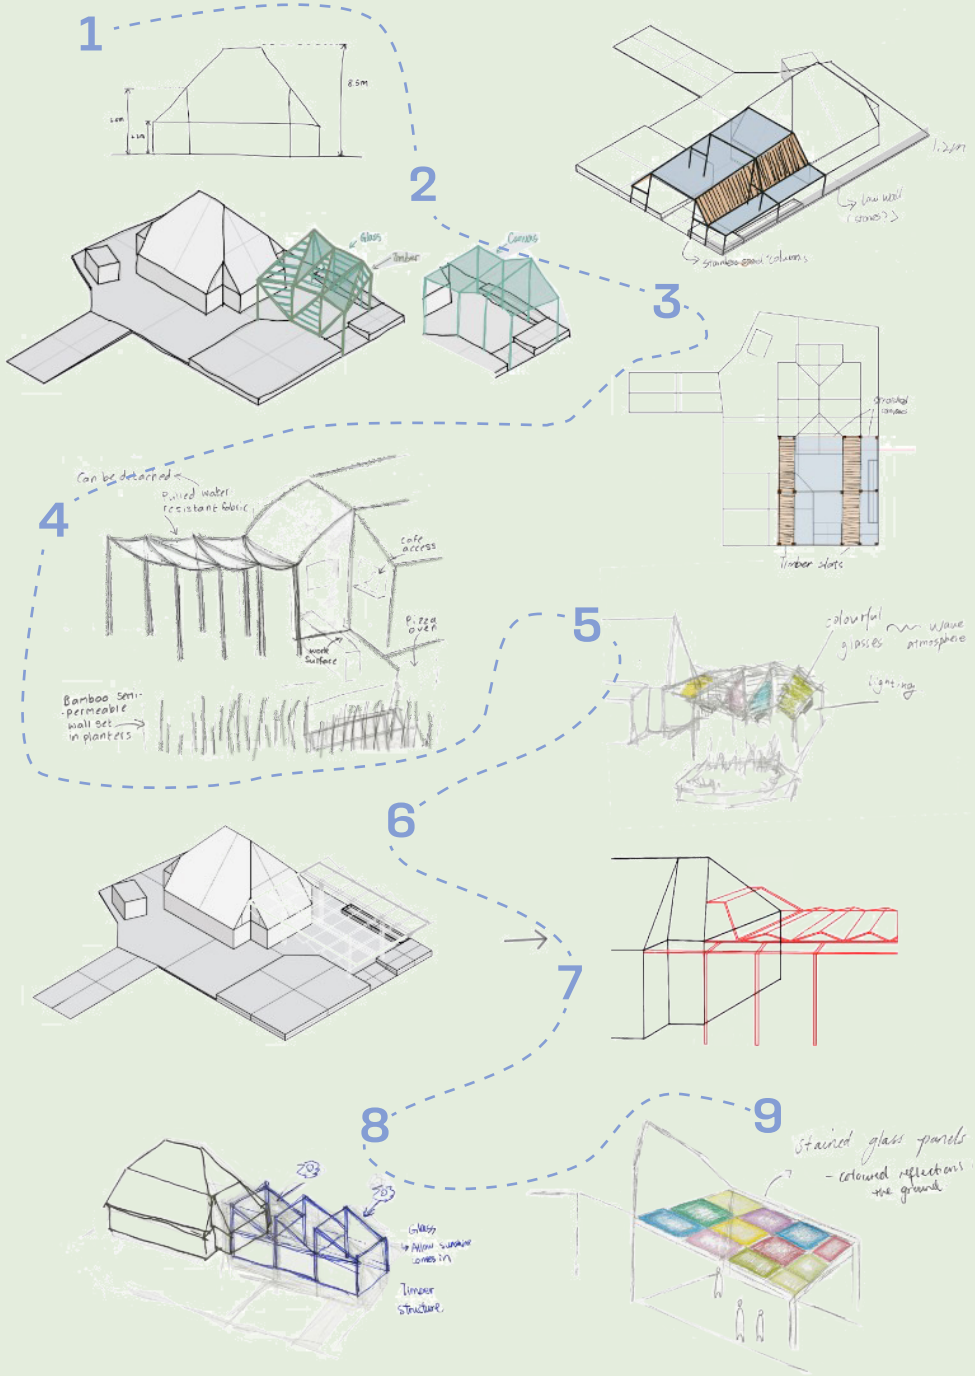 1
8.5m
2
Glass
Timber
Canvas
1.2m
Low wall
(stones?)
columns
3
canvas
Timber slats
4
Can be detached
Pulled water
resistant fabric
Cafe
access
Pizza
oven
work
surface
Bamboo semi-
-permeable
wall set
in planters
5
colourful
glasses
wave
atmosphere
lighting
6
7
8
Glass
Allow sunshine
comes in
Timber
structure
9
Stained glass panels
- coloured reflections
the ground